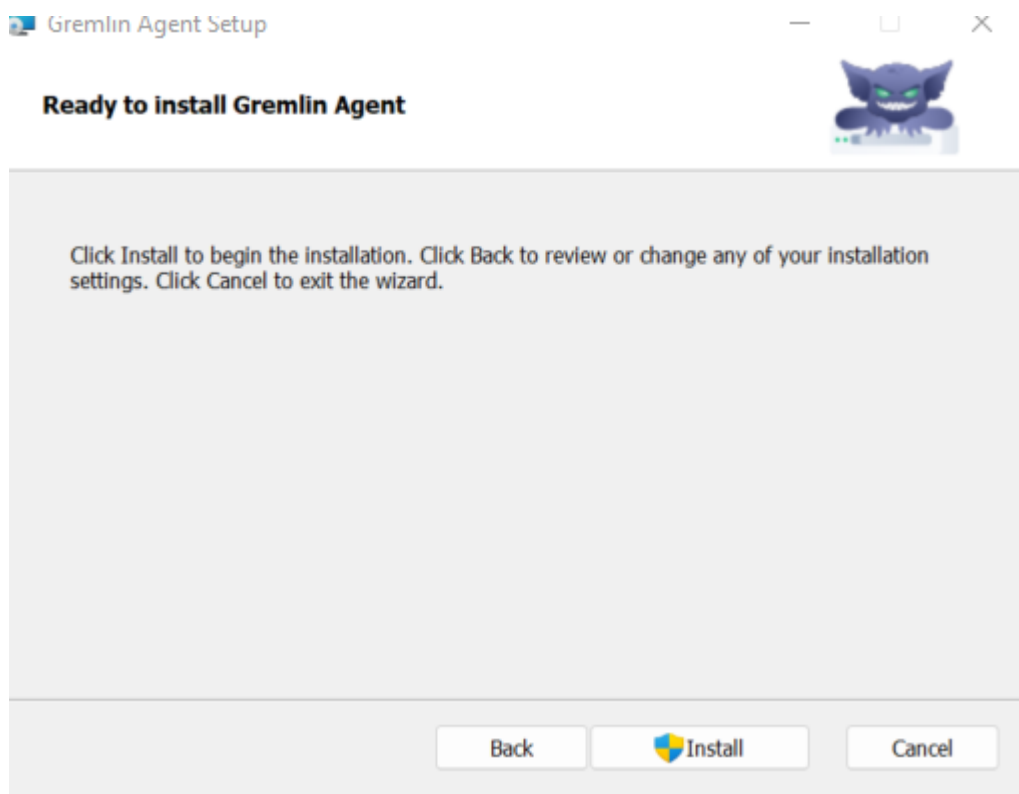 Gremlin Agent Setup
Ready to install Gremlin Agent
Click Install to begin the installation. Click Back to review or change any of your installation
settings. Click Cancel to exit the wizard.
Back
Install
Cancel